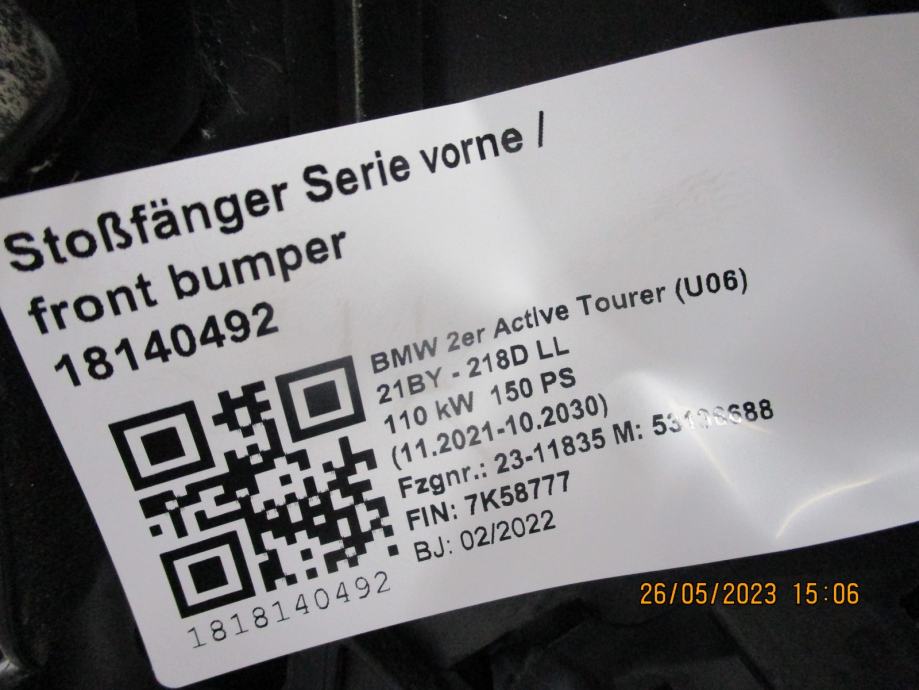 Stoßfänger Serie vorne /
front bumper
18140492
BMW 2er Active Tourer (U06)
21BY - 218D LL
110 kW 150 PS
(11.2021-10.2030)
Fzgnr.: 23-11835 M:
FIN: 7K58777
BJ: 02/2022
1818140492
26/05/2023 15:06